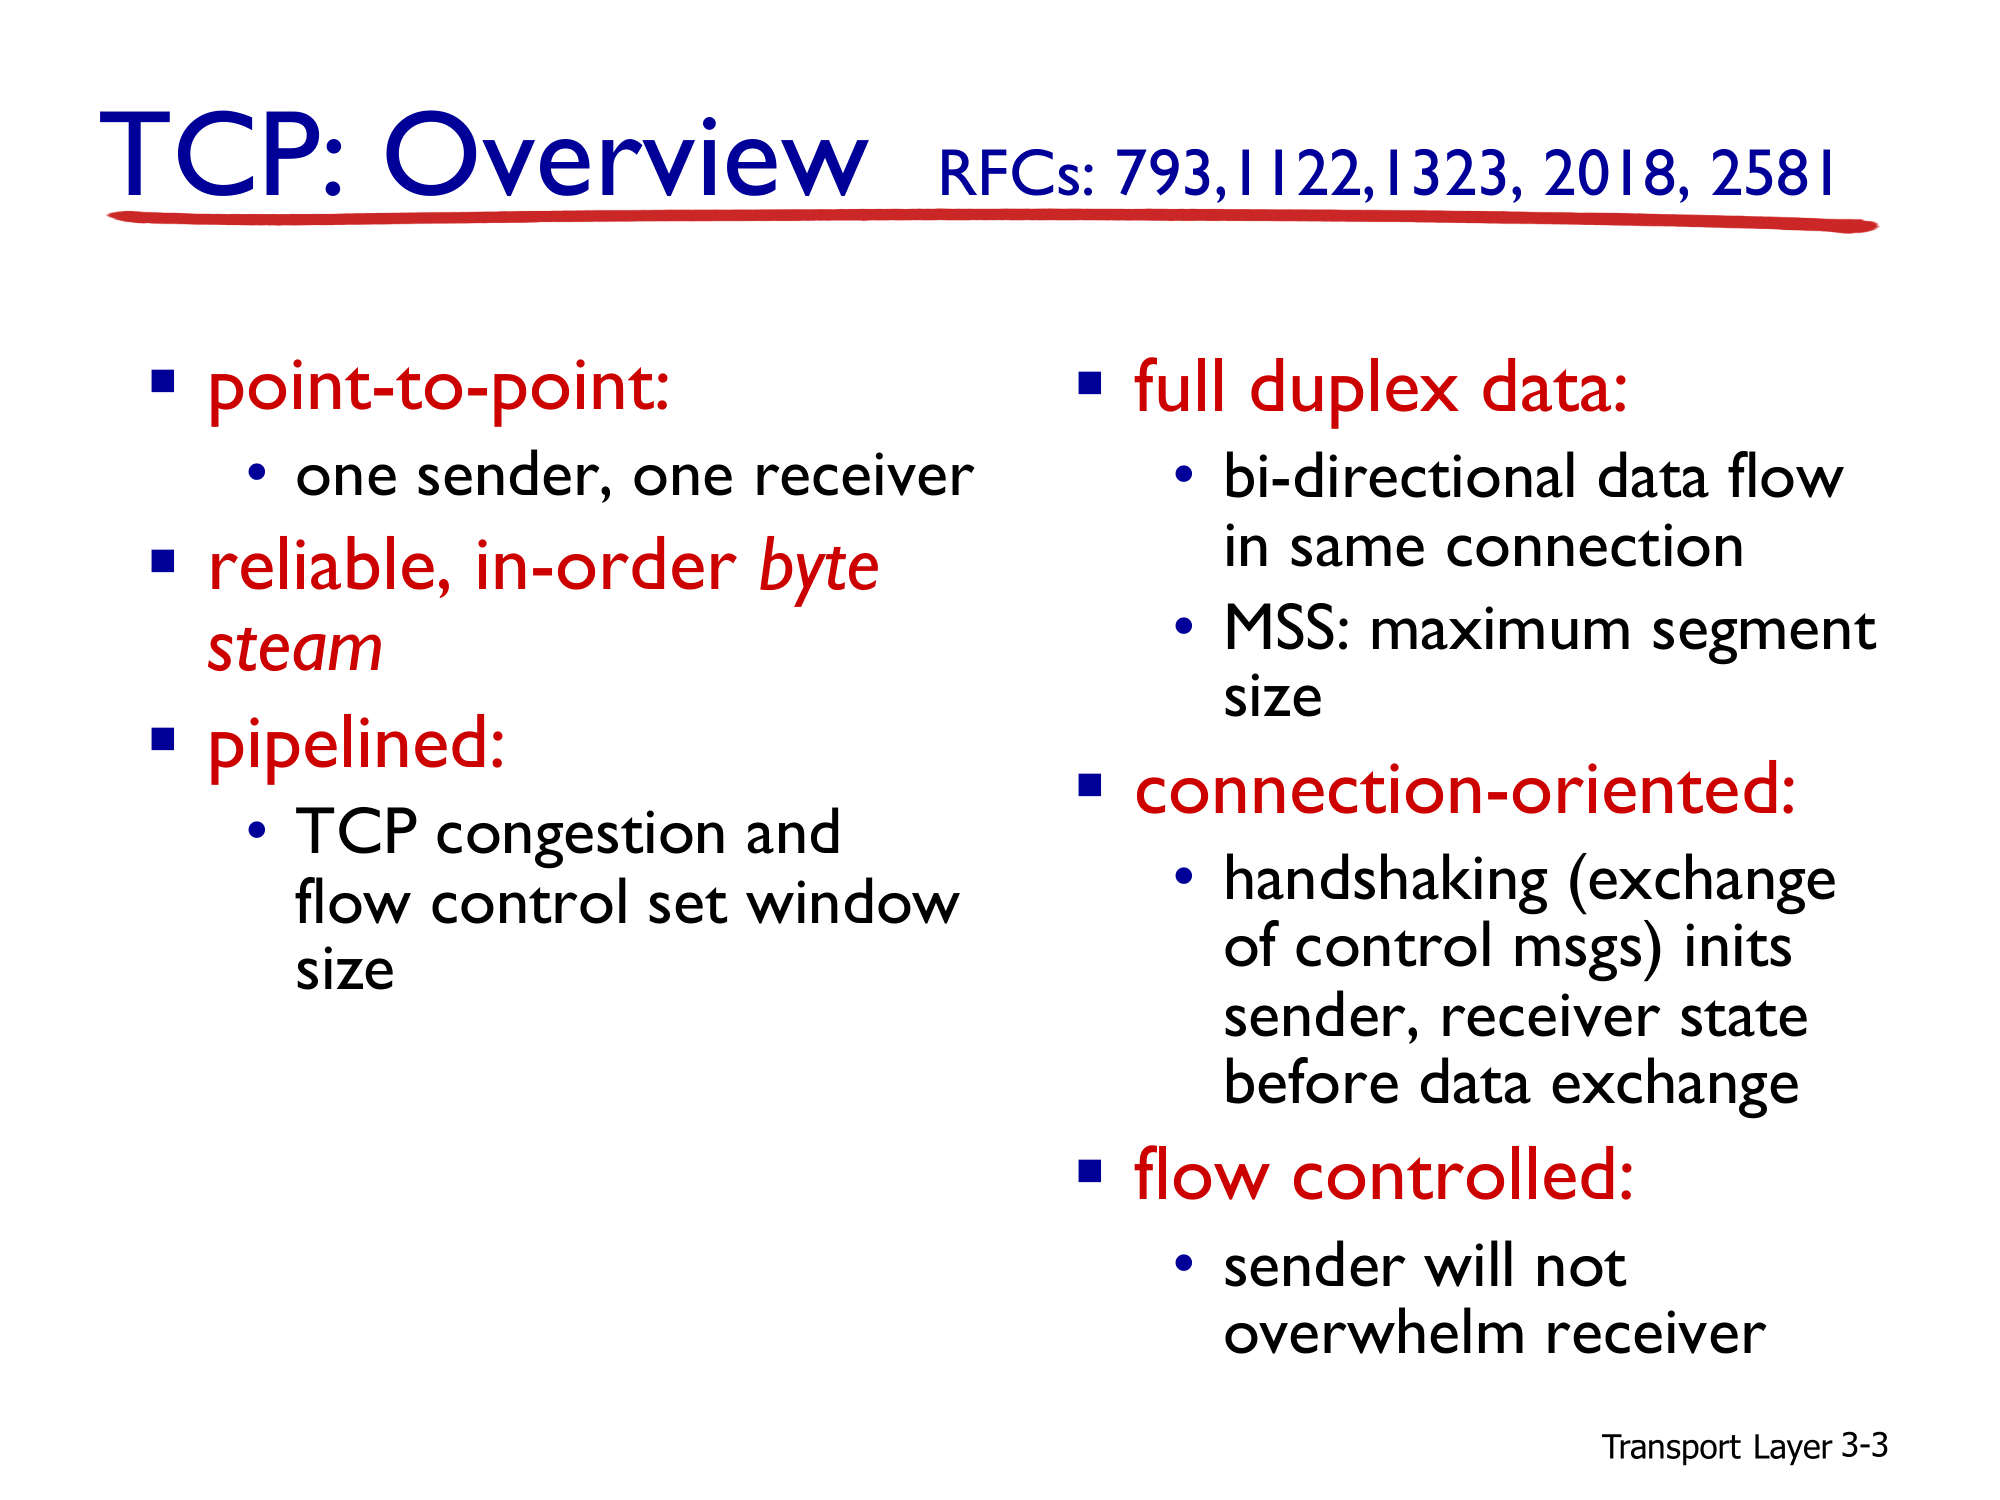 TCP: Overview RFCs: 793,1122,1323, 2018, 2581
▪ point-to-point:
• one sender, one receiver
▪ reliable, in-order byte
steam
▪ pipelined:
• TCP congestion and
flow control set window
size
▪ full duplex data:
• bi-directional data flow
in same connection
• MSS: maximum segment
size
▪ connection-oriented:
• handshaking (exchange
of control msgs) inits
sender, receiver state
before data exchange
▪ flow controlled:
• sender will not
overwhelm receiver
Transport Layer 3-3